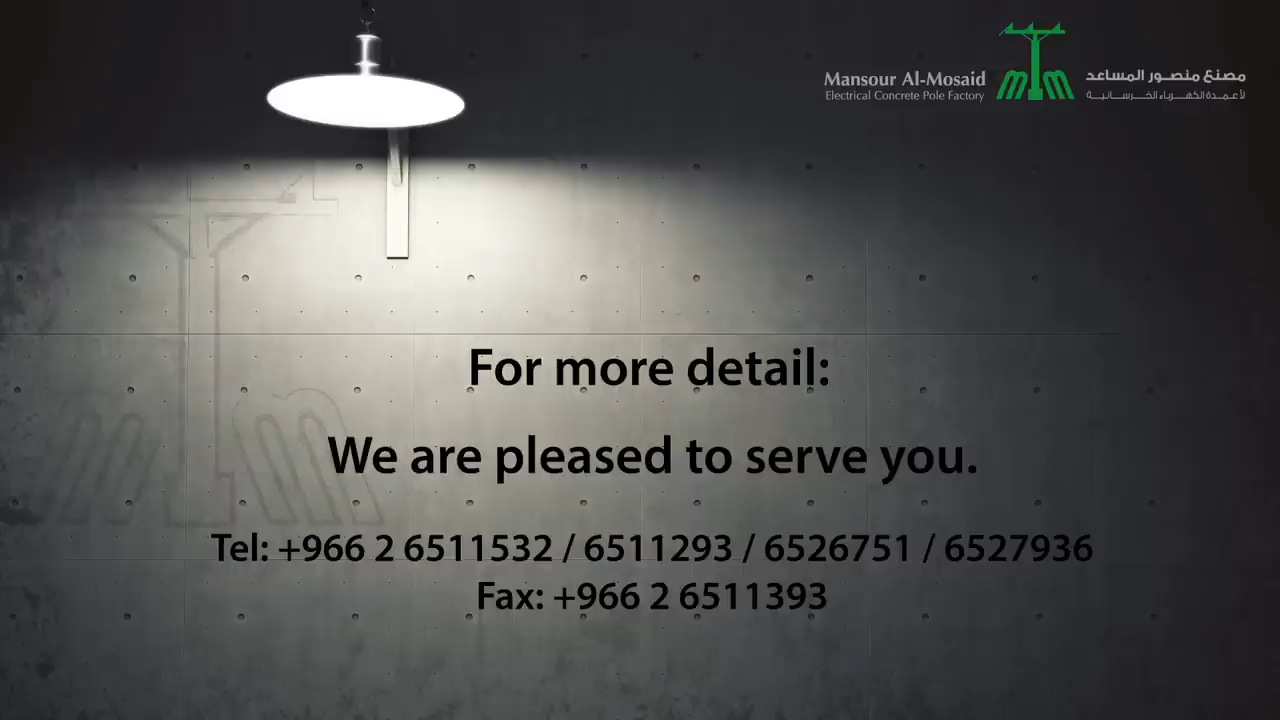 Mansour Al-Mosaid
Electrical Concrete Pole Factory
مصنع منصور المساعد
لأعمدة الكهرباء الخرسانية
For more detail:
We are pleased to serve you.
Tel: +966 2 6511532 / 6511293 / 6526751 / 6527936
Fax: +966 2 6511393